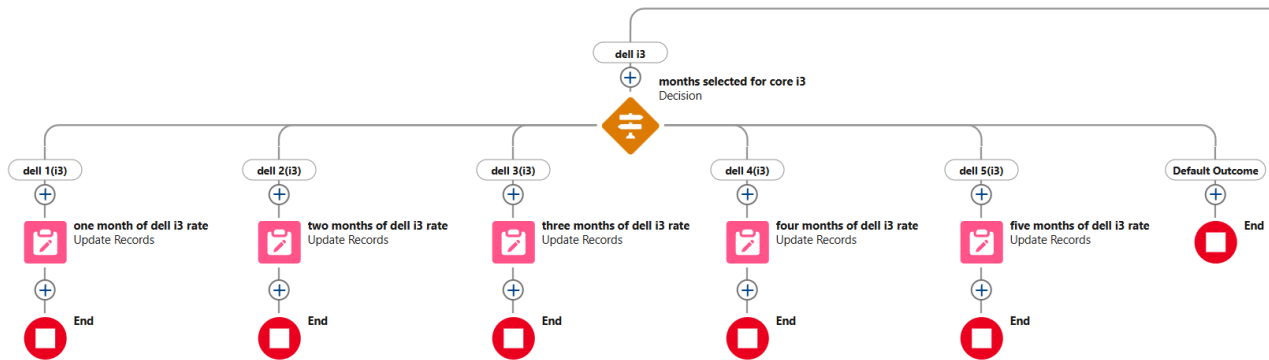 dell i3
months selected for core i3
Decision
dell 1(i3)
dell 2(i3)
dell 3(i3)
dell 4(i3)
dell 5(i3)
Default Outcome
one month of dell i3 rate
Update Records
two months of dell i3 rate
Update Records
three months of dell i3 rate
Update Records
four months of dell i3 rate
Update Records
five months of dell i3 rate
Update Records
End
End
End
End
End
End